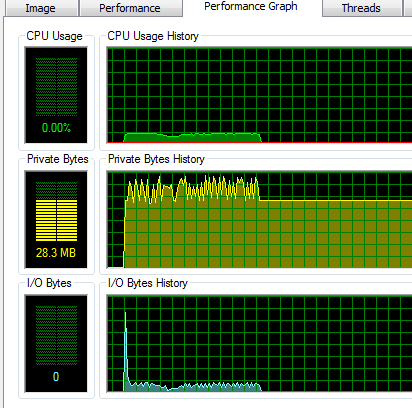 Image
Performance
Performance Graph
Threads
CPU Usage
CPU Usage History
0.00%
Private Bytes
Private Bytes History
28.3 MB
I/O Bytes
I/O Bytes History
0